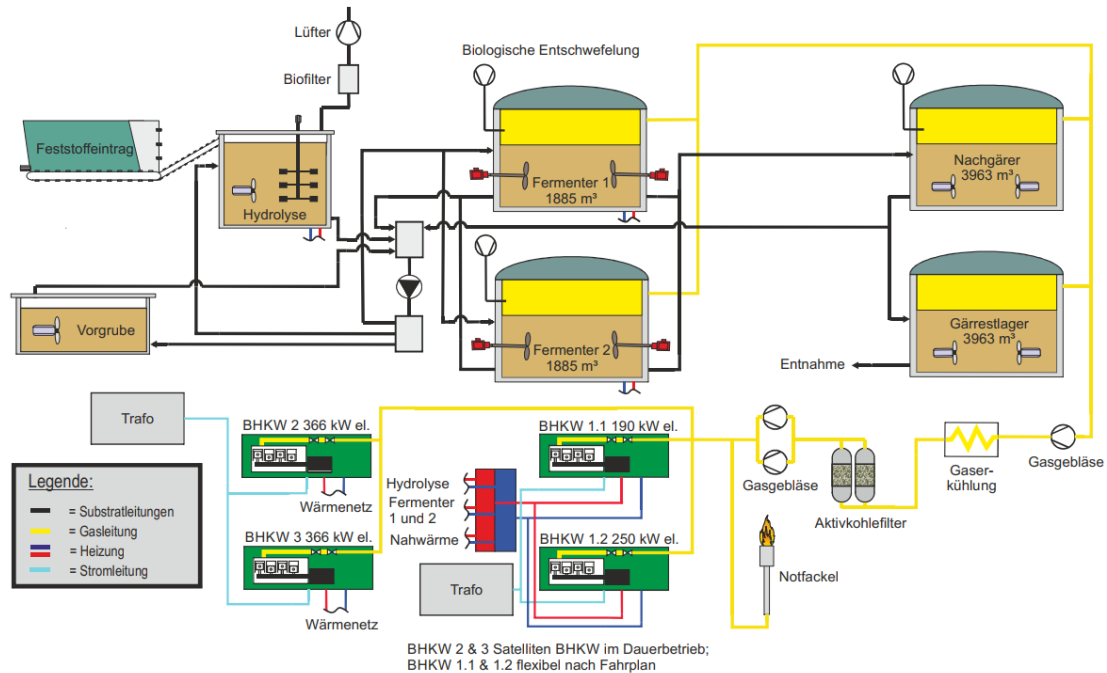 Lüfter
Biofilter
Biologische Entschwefelung
Feststoffeintrag
Hydrolyse
Fermenter 1
1885 m³
Nachgärer
3963 m³
Vorgrube
Fermenter 2
1885 m³
Gärrestlager
3963 m³
Entnahme
Trafo
BHKW 2 366 kW el.
BHKW 1.1 190 kW el.
Gasgebläse
Gaser-
kühlung
Gasgebläse
Aktivkohlefilter
Legende:
= Substratleitungen
= Gasleitung
= Heizung
= Stromleitung
Wärmenetz
Hydrolyse
Fermenter
1 und 2
Nahwärme
BHKW 3 366 kW el.
BHKW 1.2 250 kW el.
Trafo
Notfackel
Wärmenetz
BHKW 2 & 3 Satelliten BHKW im Dauerbetrieb;
BHKW 1.1 & 1.2 flexibel nach Fahrplan